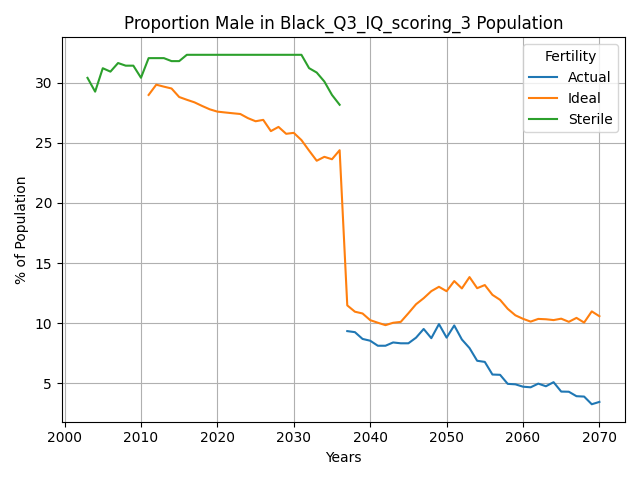 Proportion Male in Black_Q3_IQ_scoring_3 Population
Fertility
Actual
Ideal
Sterile
% of Population
30
25
20
15
10
5
2000 2010 2020 2030 2040 2050 2060 2070
Years